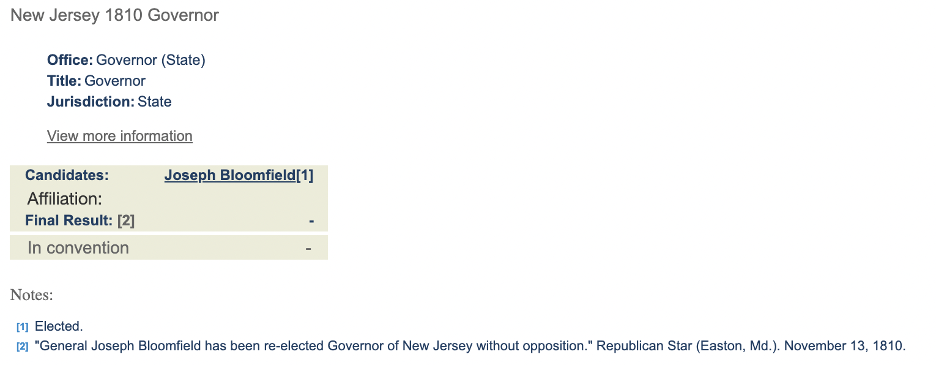 New Jersey 1810 Governor
Office: Governor (State)
Title: Governor
Jurisdiction: State
View more information
Candidates: Joseph Bloomfield[1]
Affiliation:
Final Result: [2] -
In convention -
Notes:
[1] Elected.
[2] "General Joseph Bloomfield has been re-elected Governor of New Jersey without opposition." Republican Star (Easton, Md.). November 13, 1810.